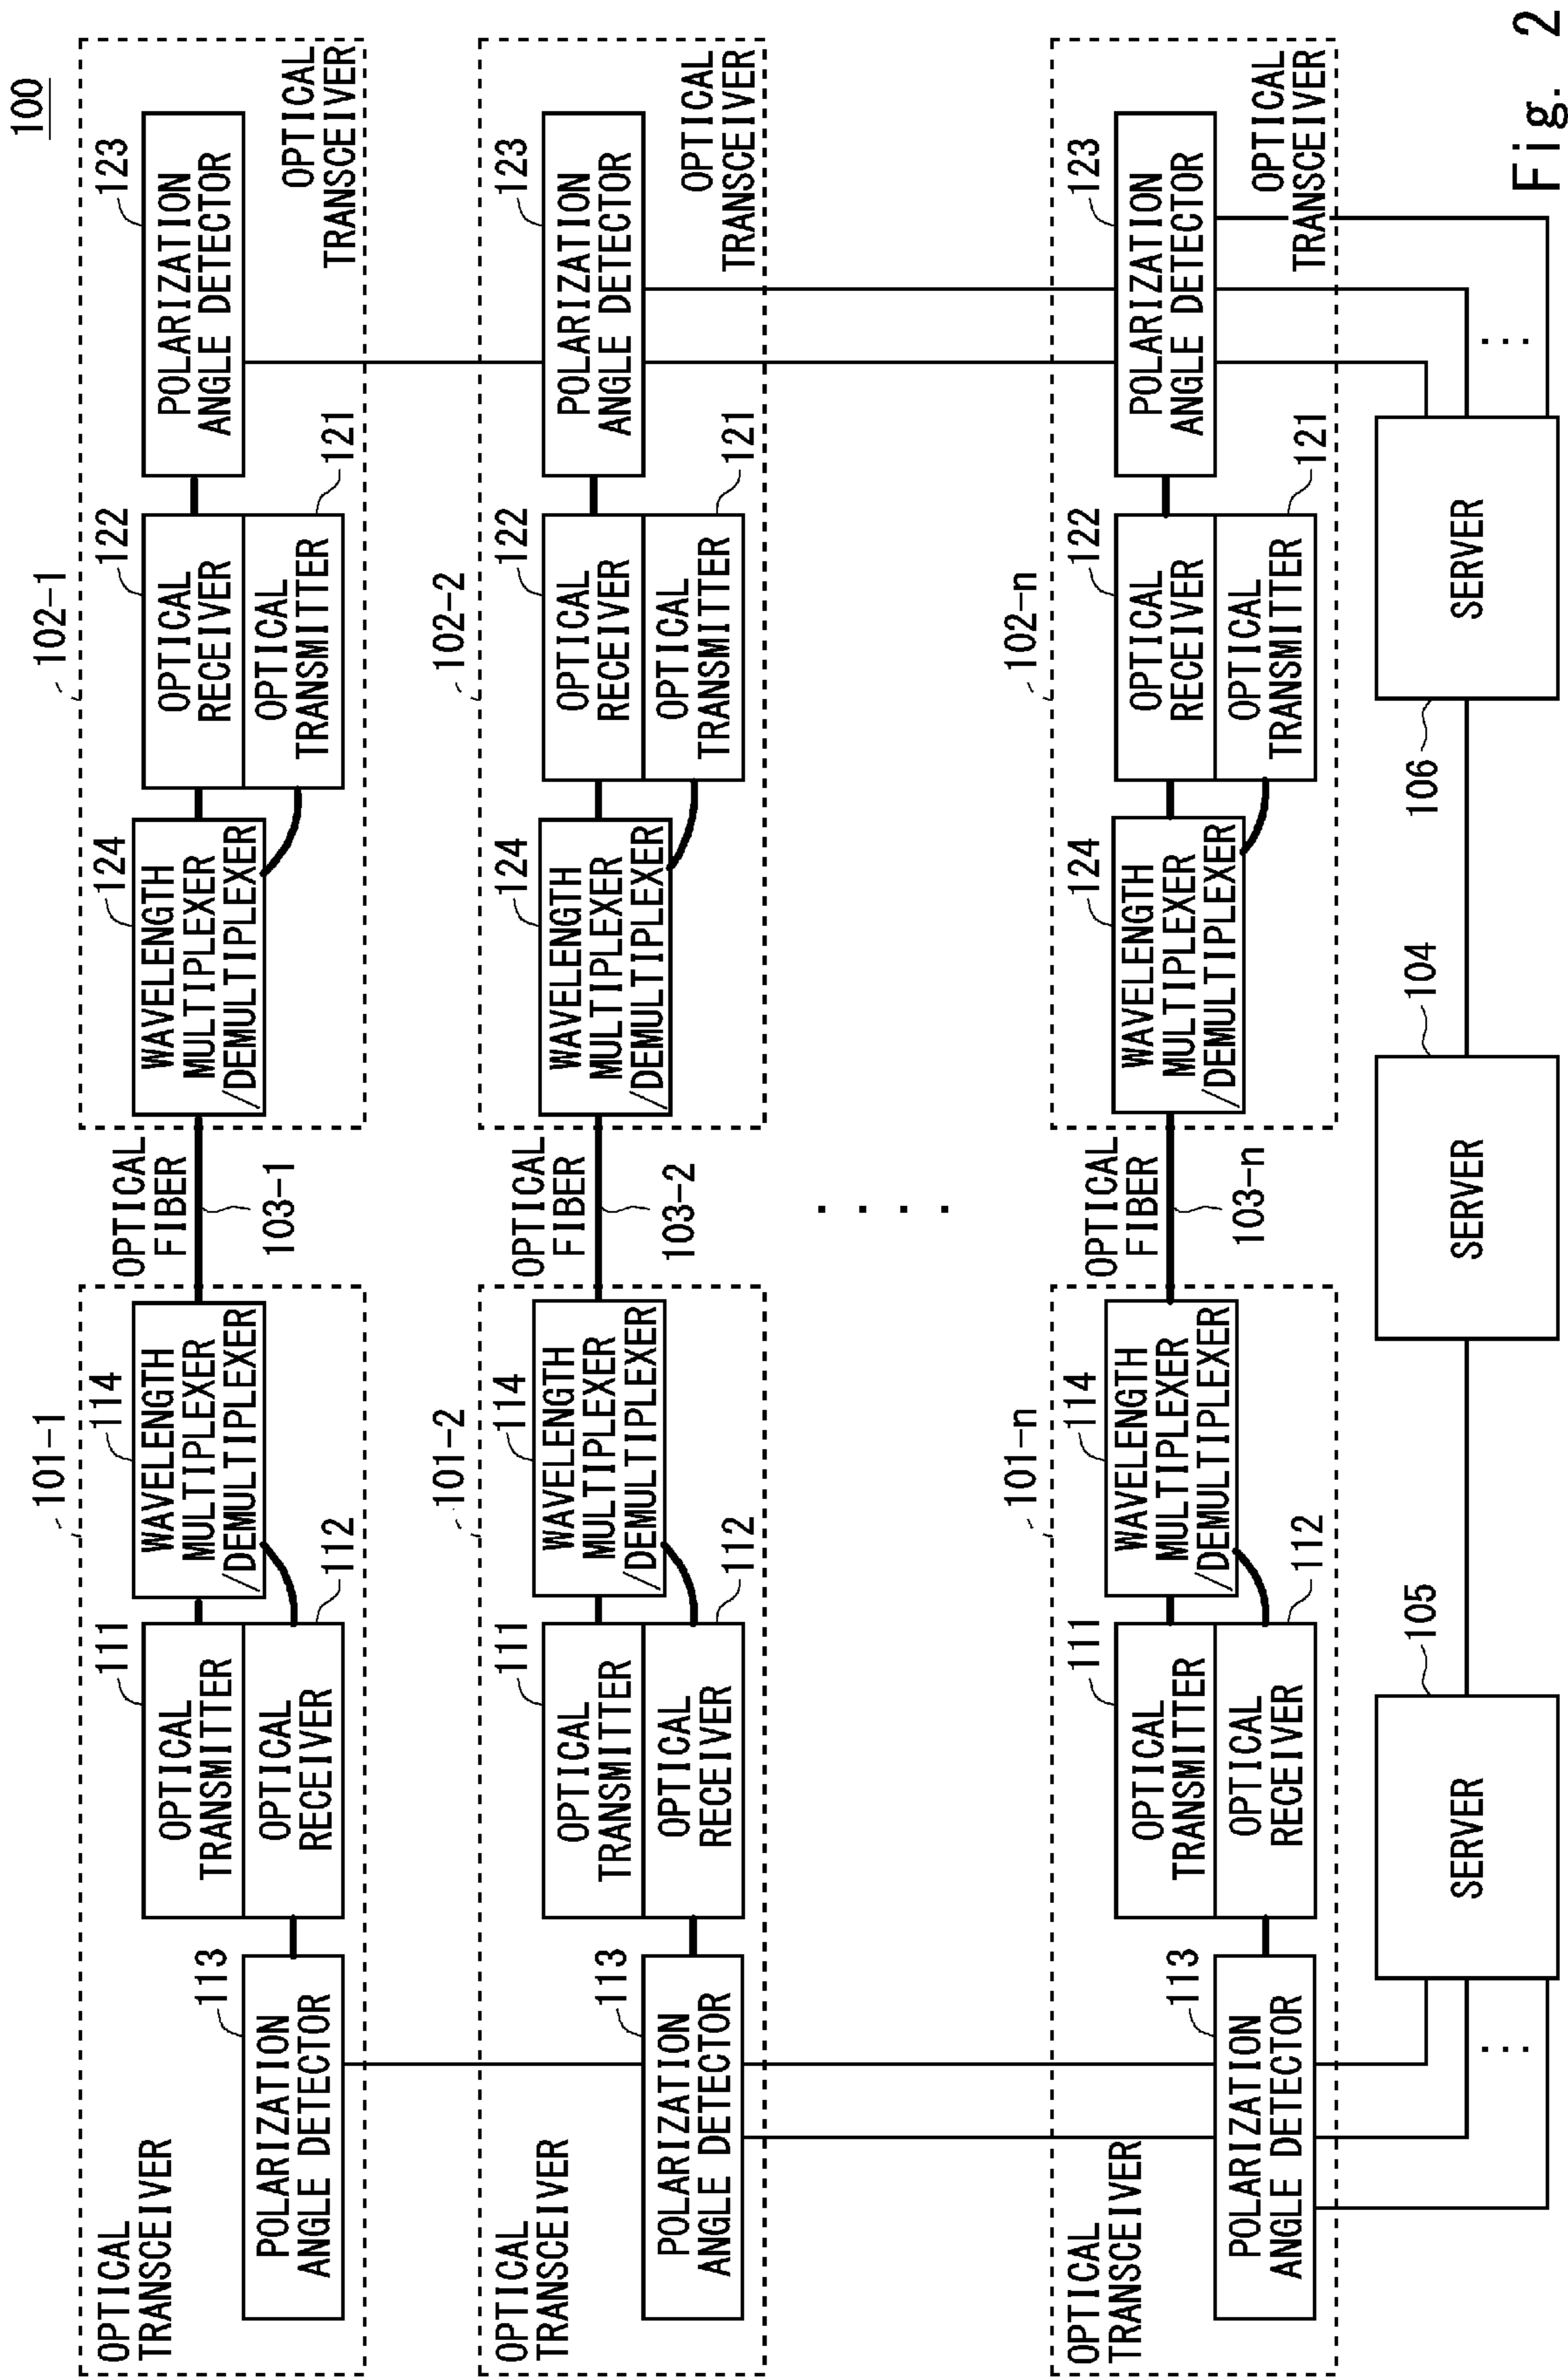 100
101-1
102-1
OPTICAL
TRANSCEIVER
111
OPTICAL
TRANSMITTER
114
WAVELENGTH
MULTIPLEXER
/DEMULTIPLEXER
OPTICAL
FIBER
103-1
124
WAVELENGTH
MULTIPLEXER
/DEMULTIPLEXER
122
OPTICAL
RECEIVER
123
POLARIZATION
ANGLE DETECTOR
113
POLARIZATION
ANGLE DETECTOR
OPTICAL
RECEIVER
112
OPTICAL
TRANSMITTER
121
OPTICAL
TRANSCEIVER
101-2
102-2
OPTICAL
TRANSCEIVER
111
OPTICAL
TRANSMITTER
114
WAVELENGTH
MULTIPLEXER
/DEMULTIPLEXER
OPTICAL
FIBER
103-2
124
WAVELENGTH
MULTIPLEXER
/DEMULTIPLEXER
122
OPTICAL
RECEIVER
123
POLARIZATION
ANGLE DETECTOR
113
POLARIZATION
ANGLE DETECTOR
OPTICAL
RECEIVER
112
OPTICAL
TRANSMITTER
121
OPTICAL
TRANSCEIVER
....
101-n
102-n
OPTICAL
TRANSCEIVER
111
OPTICAL
TRANSMITTER
114
WAVELENGTH
MULTIPLEXER
/DEMULTIPLEXER
OPTICAL
FIBER
103-n
124
WAVELENGTH
MULTIPLEXER
/DEMULTIPLEXER
122
OPTICAL
RECEIVER
123
POLARIZATION
ANGLE DETECTOR
113
POLARIZATION
ANGLE DETECTOR
OPTICAL
RECEIVER
112
OPTICAL
TRANSMITTER
121
OPTICAL
TRANSCEIVER
...
105
SERVER
104
SERVER
106
SERVER
...
Fig. 2